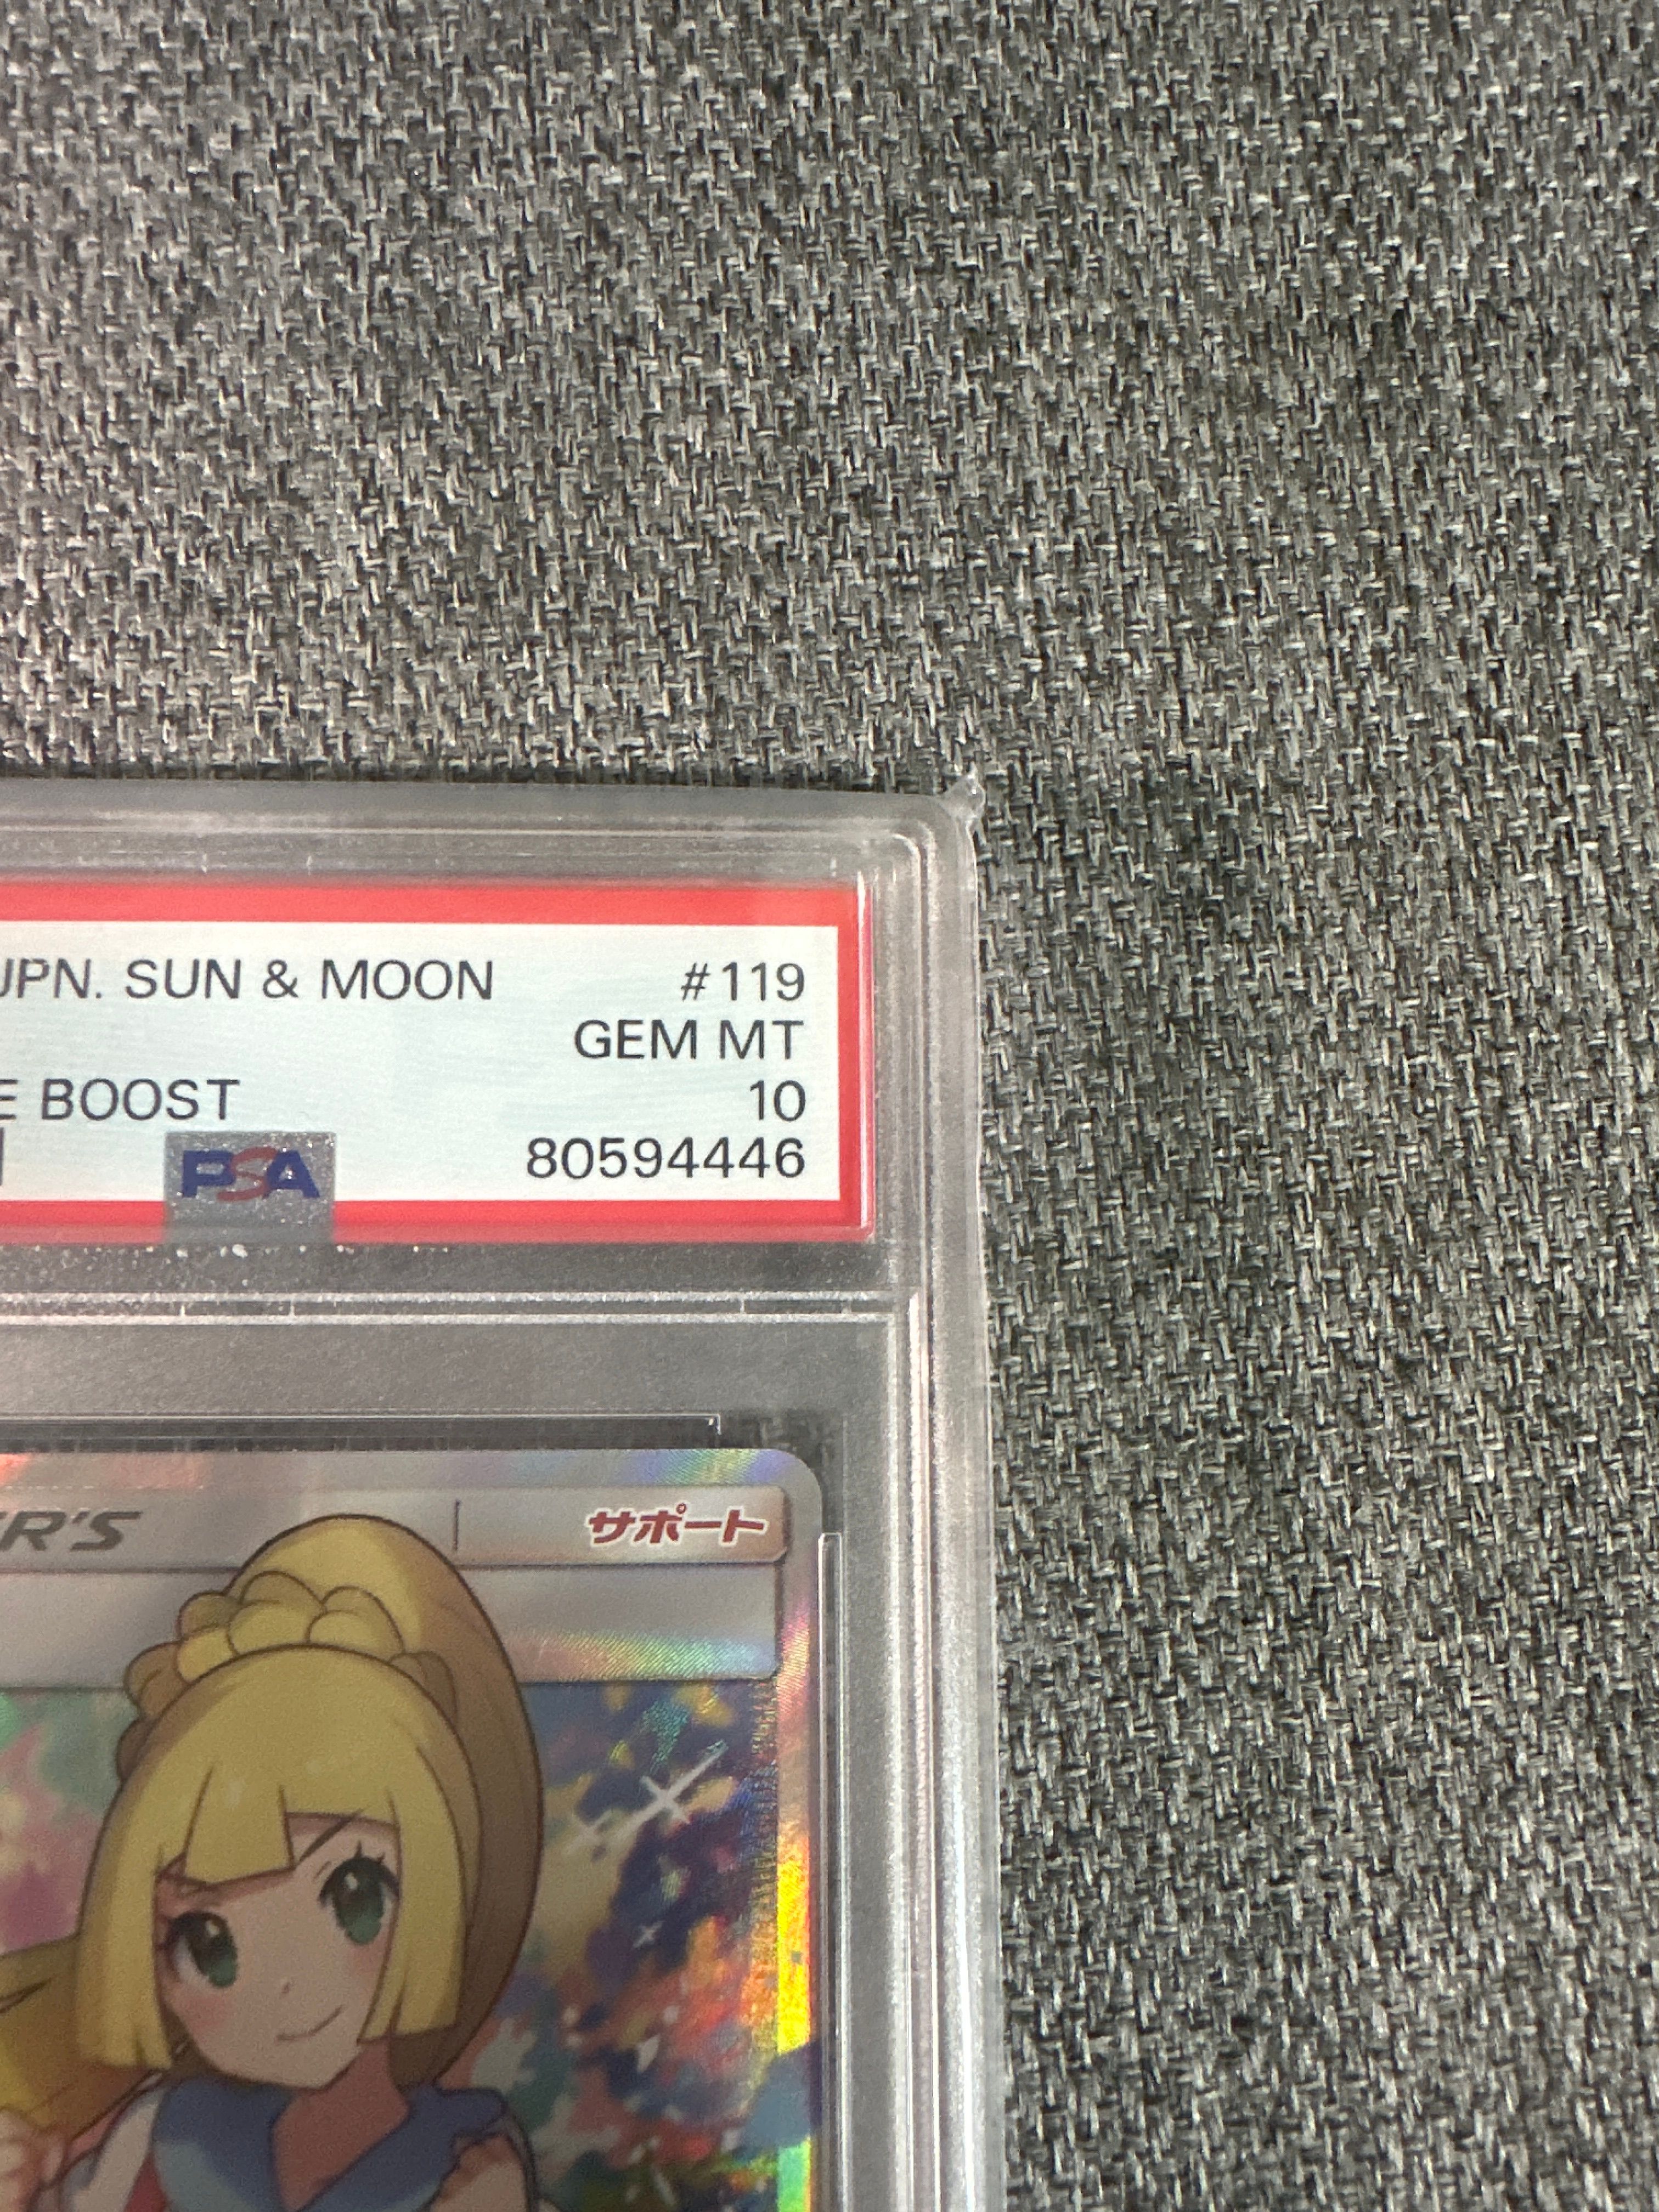 JPN. SUN & MOON #119
GEM MT
BOOST 10
PSA 80594446
サポート